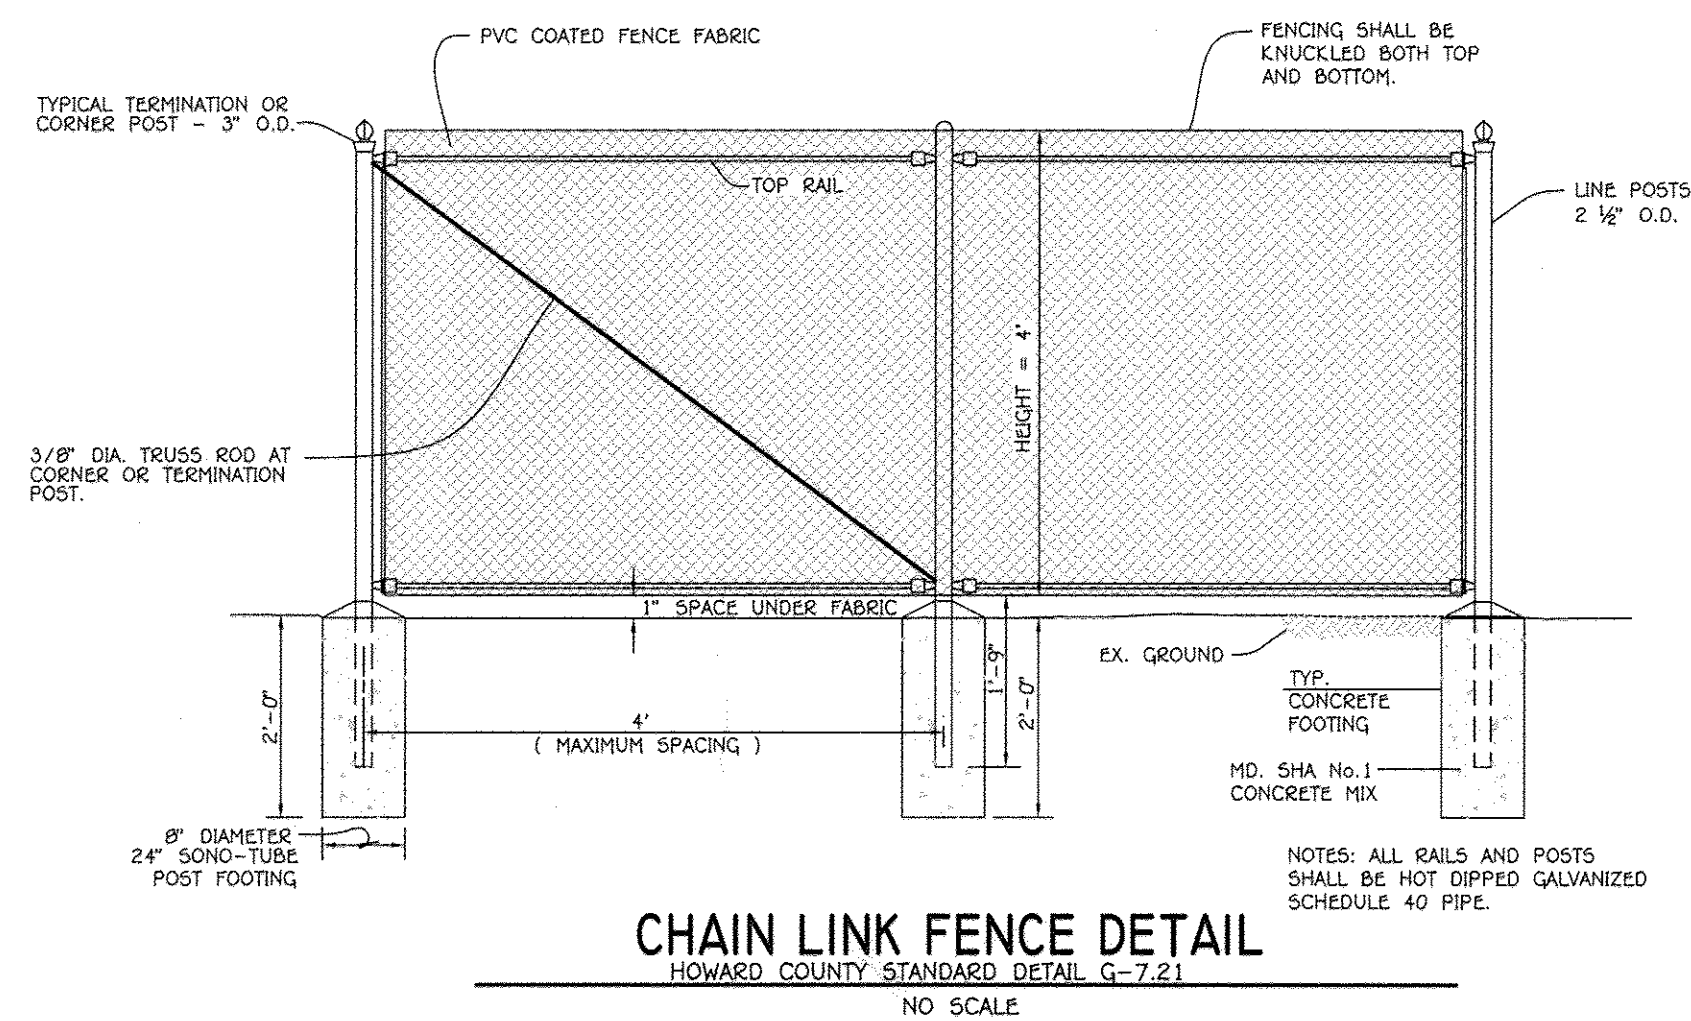 PVC COATED FENCE FABRIC
FENCING SHALL BE
KNUCKLED BOTH TOP
AND BOTTOM.
TYPICAL TERMINATION OR
CORNER POST - 3" O.D.
TOP RAIL
LINE POSTS
2 ½" O.D.
HEIGHT = 4'
3/8" DIA. TRUSS ROD AT
CORNER OR TERMINATION
POST.
1" SPACE UNDER FABRIC
EX. GROUND
1'-9"
2'-0"
2'-0"
TYP.
CONCRETE
FOOTING
4'
( MAXIMUM SPACING )
MD. SHA No.1
CONCRETE MIX
8" DIAMETER
24" SONO-TUBE
POST FOOTING
NOTES: ALL RAILS AND POSTS
SHALL BE HOT DIPPED GALVANIZED
SCHEDULE 40 PIPE.
CHAIN LINK FENCE DETAIL
HOWARD COUNTY STANDARD DETAIL G-7.21
NO SCALE